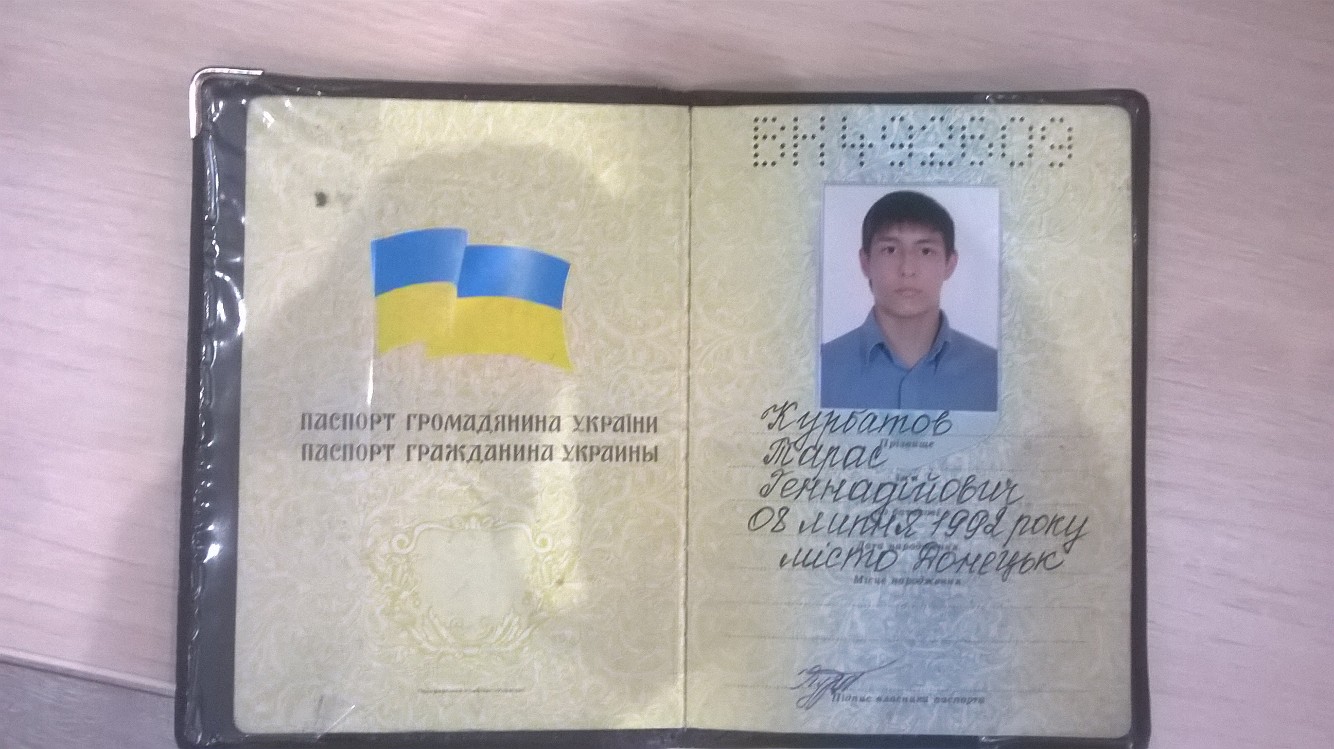 ПАСПОРТ ГРОМАДЯНИНА УКРАЇНИ
ПАСПОРТ ГРАЖДАНИНА УКРАИНЫ
ВК492609
Курбатов
Прізвище
Тарас
Геннадійович
08 липня 1992 року
Дата народження
місто Донецьк
Місце народження
Підпис власника паспорта